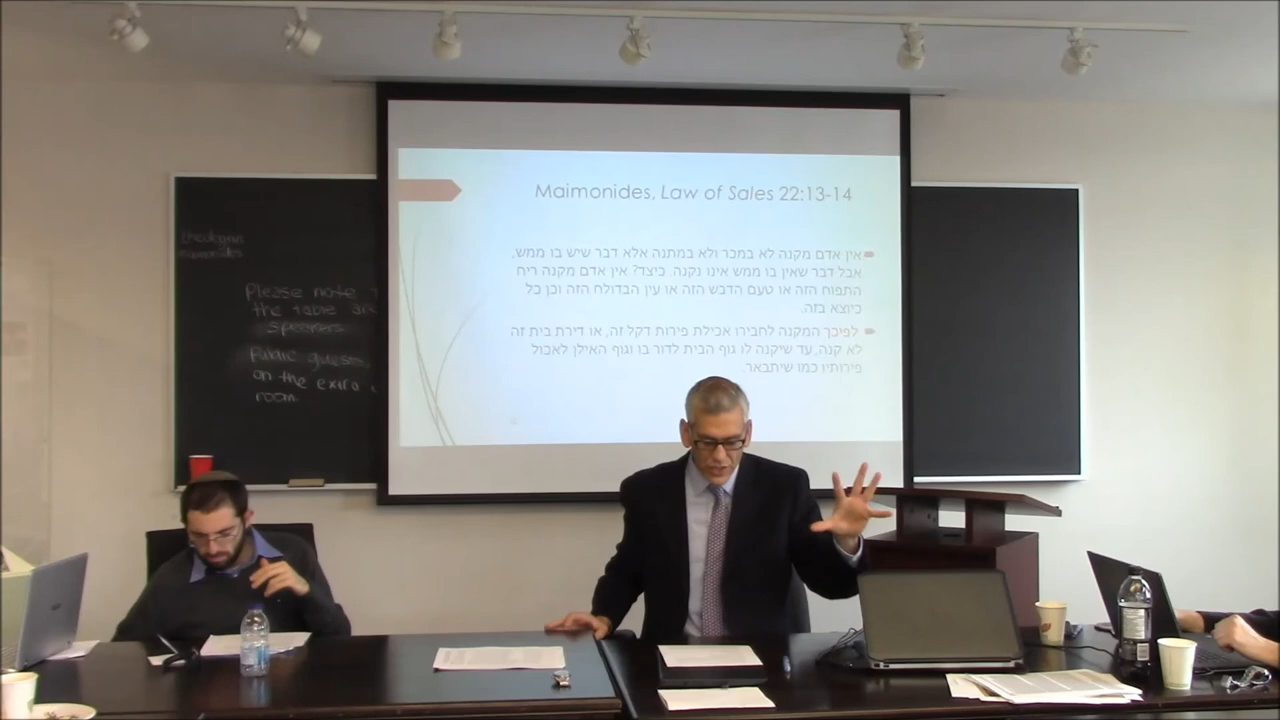 Maimonides, Law of Sales 22:13-14
אין אדם מקנה לא במכר ולא במתנה אלא דבר שיש בו ממש,
אבל דבר שאין בו ממש אינו נקנה. כיצד? אין אדם מקנה ריח
התפוח הזה או טעם הדבש הזה או עין הבדולח הזה וכן כל
כיוצא בזה.
לפיכך המקנה לחבירו אכילת פירות דקל זה, או דירת בית זה
לא קנה, עד שיקנה לו גוף הבית לדור בו וגוף האילן לאכול
פירותיו כמו שיתבאר.
maimonides
Please note
the table are
speakers
Public guests,
on the extra
room